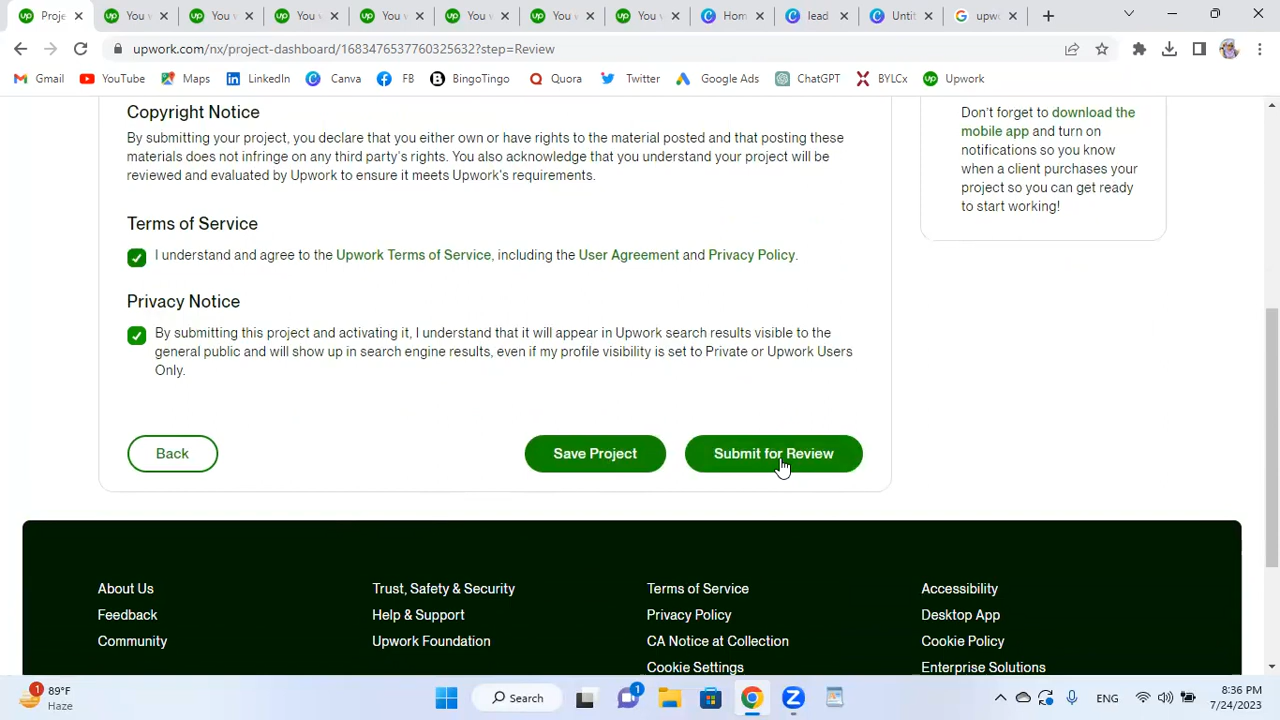 Proje
You v
You v
You v
You v
You v
You v
You v
Hom
lead
Untit
upwo
upwork.com/nx/project-dashboard/1683476537760325632?step=Review
Gmail
YouTube
Maps
LinkedIn
Canva
FB
BingoTingo
Quora
Twitter
Google Ads
ChatGPT
BYLCx
Upwork
Copyright Notice
By submitting your project, you declare that you either own or have rights to the material posted and that posting these
materials does not infringe on any third party's rights. You also acknowledge that you understand your project will be
reviewed and evaluated by Upwork to ensure it meets Upwork's requirements.
Don't forget to download the
mobile app and turn on
notifications so you know
when a client purchases your
project so you can get ready
to start working!
Terms of Service
I understand and agree to the Upwork Terms of Service, including the User Agreement and Privacy Policy.
Privacy Notice
By submitting this project and activating it, I understand that it will appear in Upwork search results visible to the
general public and will show up in search engine results, even if my profile visibility is set to Private or Upwork Users
Only.
Back
Save Project
Submit for Review
About Us
Trust, Safety & Security
Terms of Service
Accessibility
Feedback
Help & Support
Privacy Policy
Desktop App
Community
Upwork Foundation
CA Notice at Collection
Cookie Policy
Cookie Settings
Enterprise Solutions
1
89°F
Haze
Search
1
ENG
8:36 PM
7/24/2023